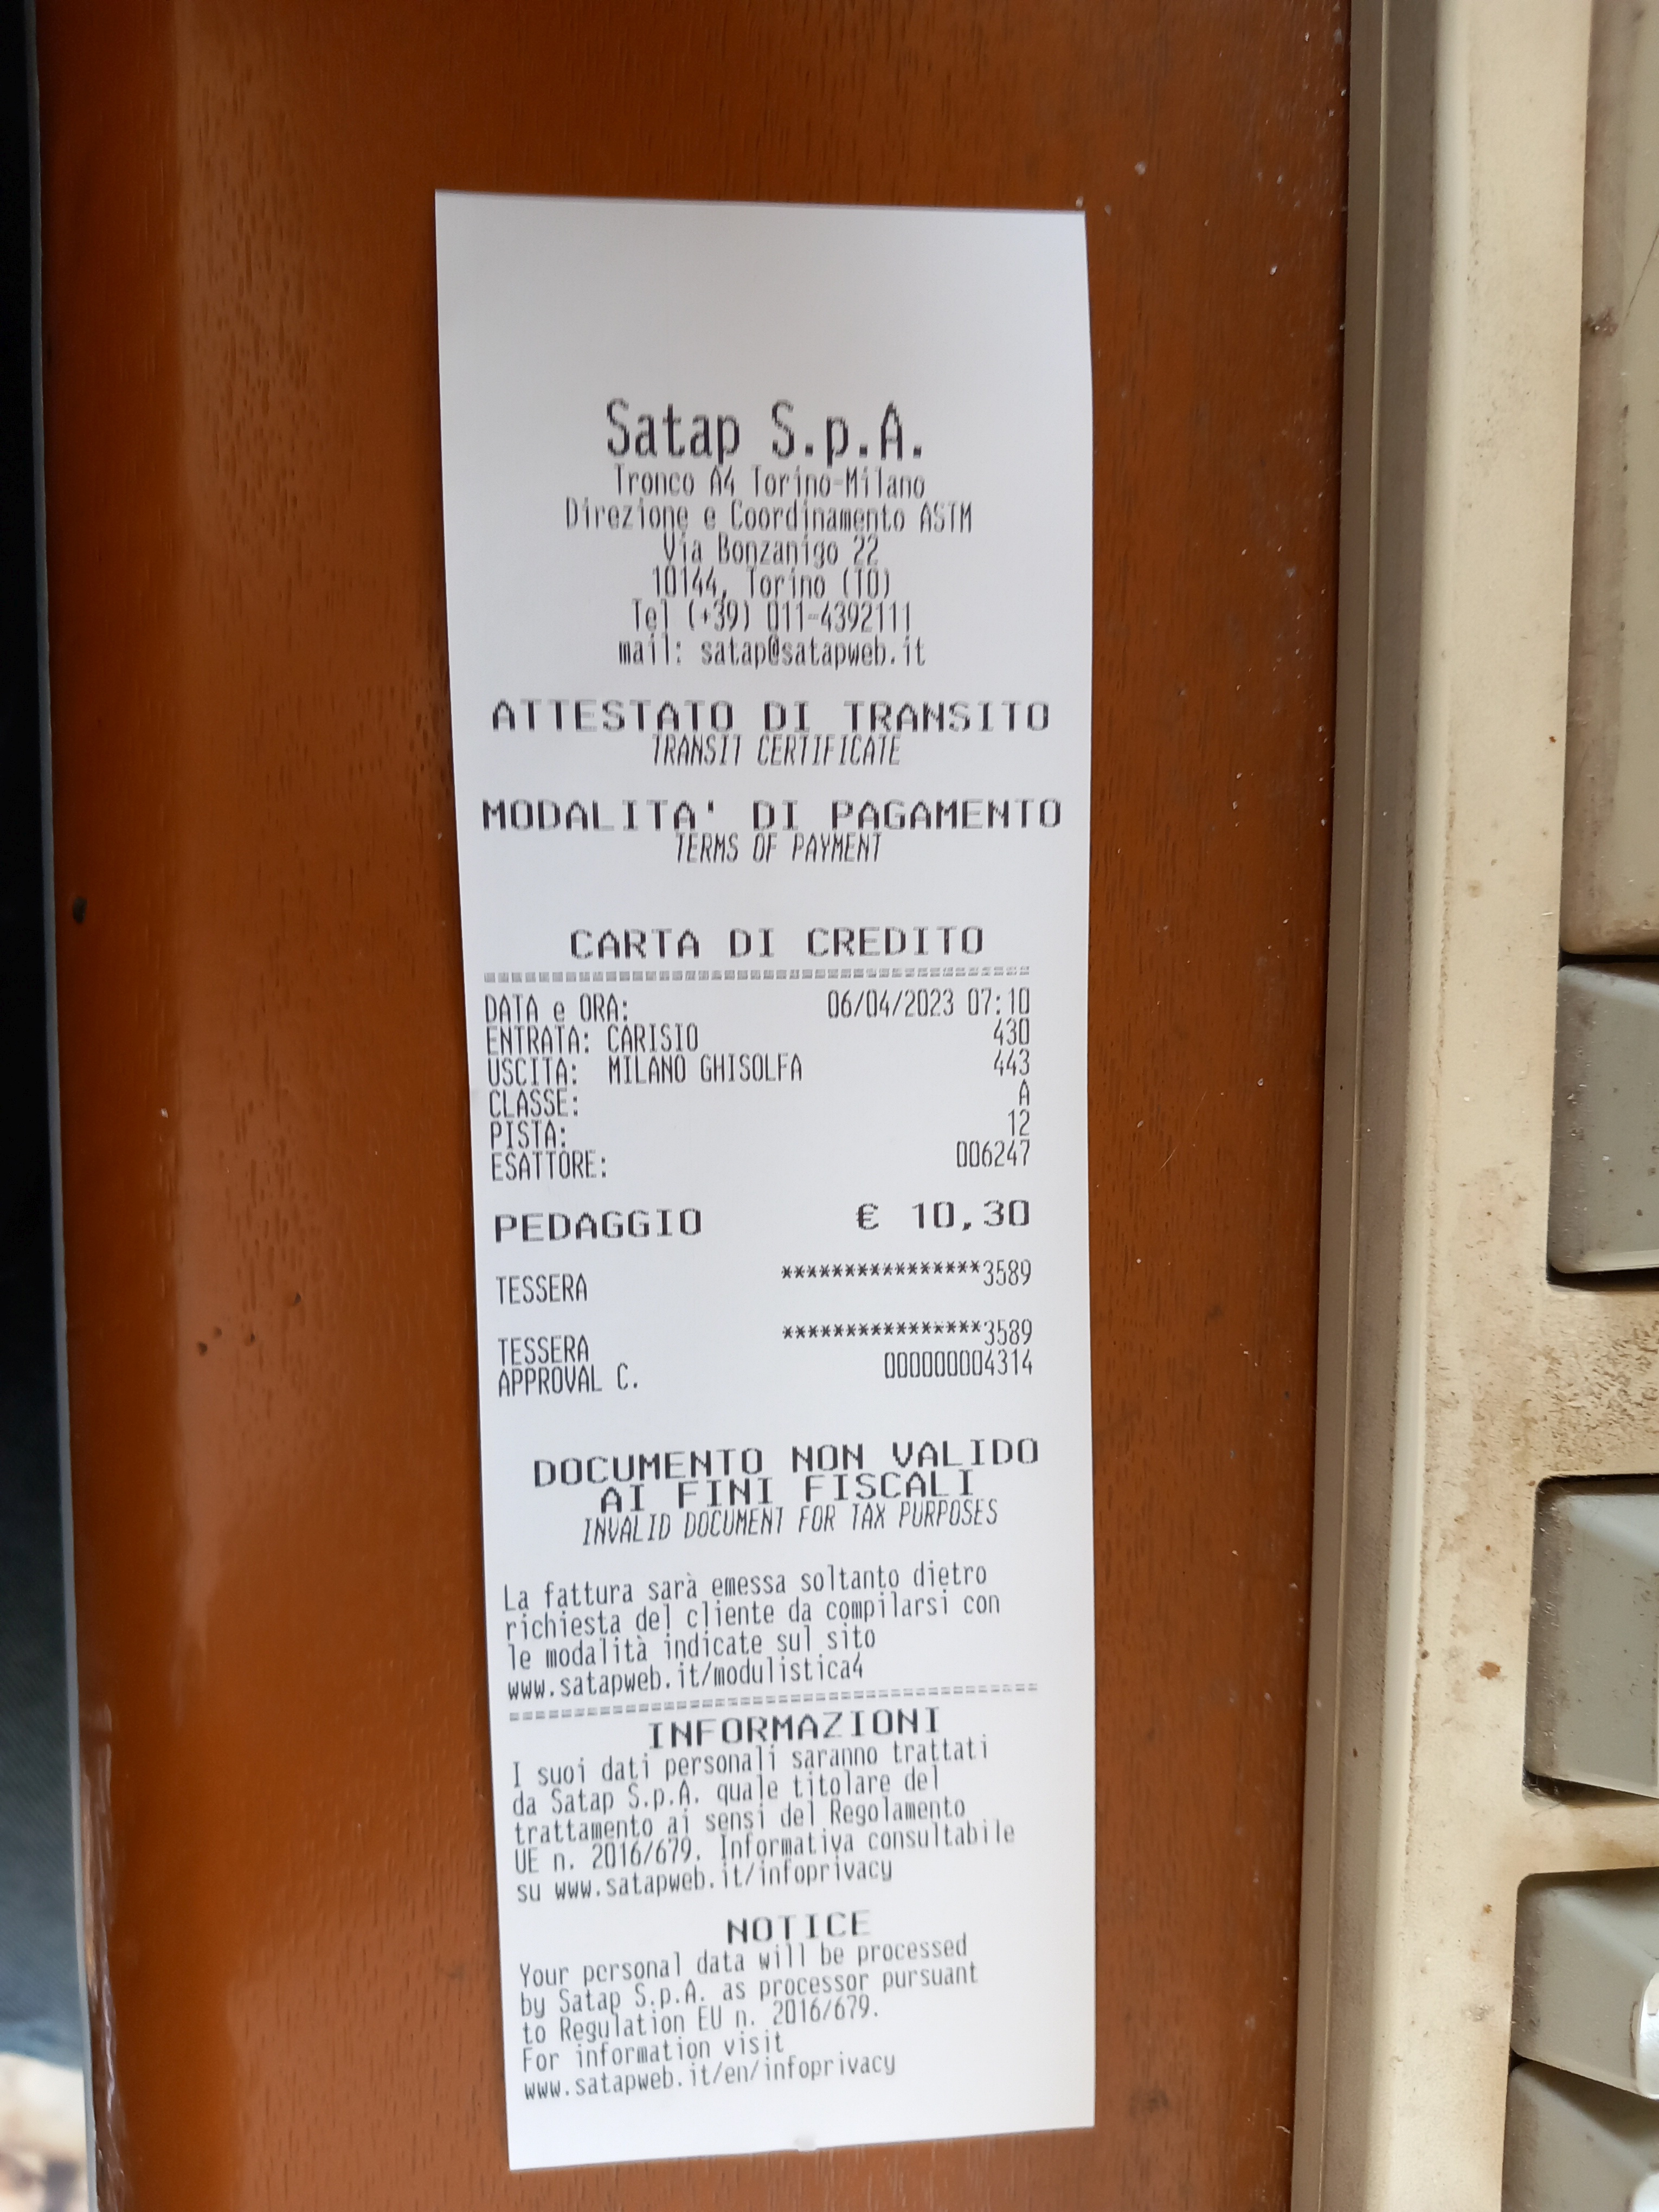 Satap S.p.A.
Tronco A4 Torino-Milano
Direzione e Coordinamento ASTM
Via Bonzanigo 22
10144, Torino (TO)
Tel (+39) 011-4392111
mail: satap@satapweb.it
ATTESTATO DI TRANSITO
TRANSIT CERTIFICATE
MODALITA' DI PAGAMENTO
TERMS OF PAYMENT
CARTA DI CREDITO
DATA e ORA: 06/04/2023 07:10
ENTRATA: CARISIO 430
USCITA: MILANO GHISOLFA 443
CLASSE: A
PISTA: 12
ESATTORE: 006247
PEDAGGIO € 10,30
TESSERA ****************3589
TESSERA ****************3589
APPROVAL C. 000000004314
DOCUMENTO NON VALIDO
AI FINI FISCALI
INVALID DOCUMENT FOR TAX PURPOSES
La fattura sarà emessa soltanto dietro
richiesta del cliente da compilarsi con
le modalità indicate sul sito
www.satapweb.it/modulistica4
INFORMAZIONI
I suoi dati personali saranno trattati
da Satap S.p.A. quale titolare del
trattamento ai sensi del Regolamento
UE n. 2016/679. Informativa consultabile
su www.satapweb.it/infoprivacy
NOTICE
Your personal data will be processed
by Satap S.p.A. as processor pursuant
to Regulation EU n. 2016/679.
For information visit
www.satapweb.it/en/infoprivacy